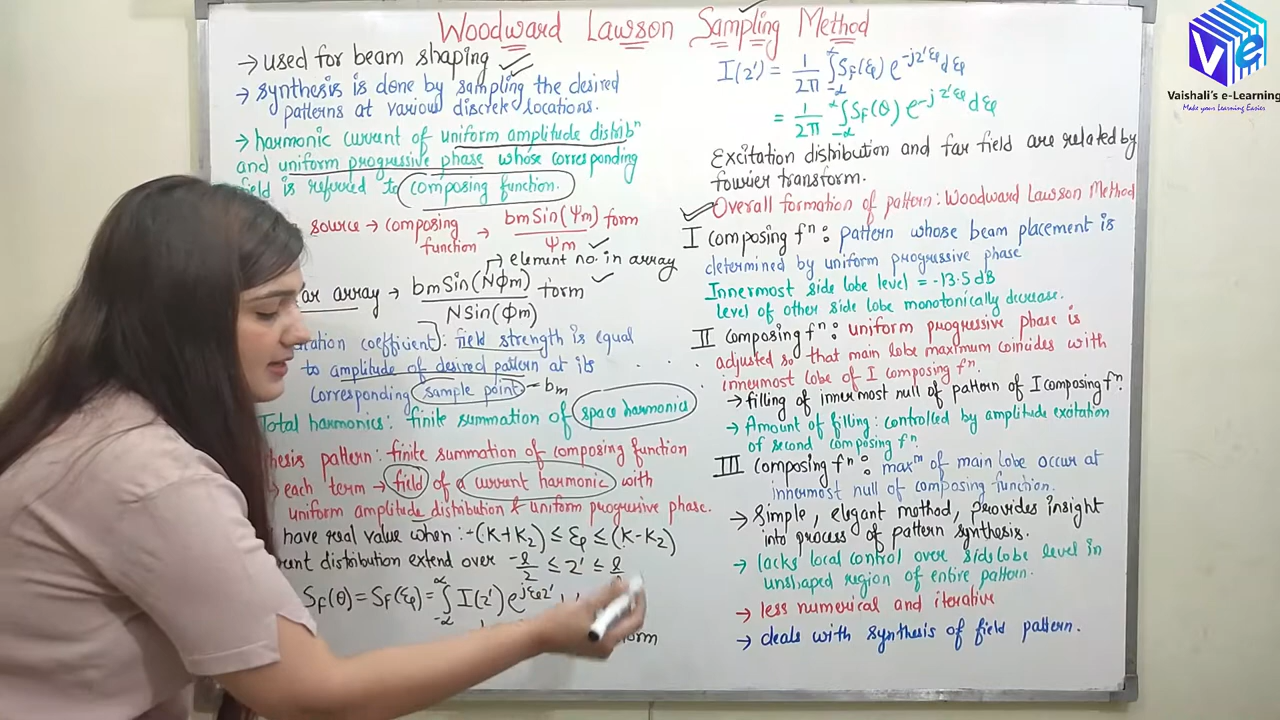 Woodward Lawson Sampling Method
→ used for beam shaping
→ synthesis is done by sampling the desired
patterns at various discrete locations.
→ harmonic current of uniform amplitude distribⁿ
and uniform progressive phase whose corresponding
field is referred to composing function.
source → composing function → bm Sin(Ψm) / Ψm form
→ element no. in array
array → bm Sin(NΦm) / N Sin(Φm) form
coefficient): field strength is equal
to amplitude of desired pattern at its
corresponding sample point - bm
Total harmonics: finite summation of space harmonics
pattern: finite summation of composing function
→ each term → field of a current harmonic with
uniform amplitude distribution & uniform progressive phase.
have real value when: -(K+K₂) ≤ ξ ≤ (K-K₂)
distribution extend over -l/2 ≤ z' ≤ l
SF(θ) = SF(ξ) = ∫ I(z') e^jξz'
I(z') = 1/2π ∫ SF(ξ) e^-jz'ξ dξ
= 1/2π ∫ SF(θ) e^-jz'ξ dξ
Excitation distribution and far field are related by
fourier transform.
Overall formation of pattern: Woodward Lawson Method
I composing fⁿ: pattern whose beam placement is
determined by uniform progressive phase
Innermost side lobe level = -13.5 dB
level of other side lobe monotonically decrease.
II composing fⁿ: uniform progressive phase is
adjusted so that main lobe maximum coincides with
innermost lobe of I composing fⁿ.
→ filling of innermost null of pattern of I composing fⁿ.
→ Amount of filling: controlled by amplitude excitation
of second composing fⁿ.
III composing fⁿ: maxᵐ of main lobe occur at
innermost null of composing function.
→ Simple, elegant method, provides insight
into process of pattern synthesis.
→ lacks local control over sidelobe level in
unshaped region of entire pattern.
→ less numerical and iterative
→ deals with synthesis of field pattern.
Ve
Vaishali's e-Learning
Make your Learning Easier